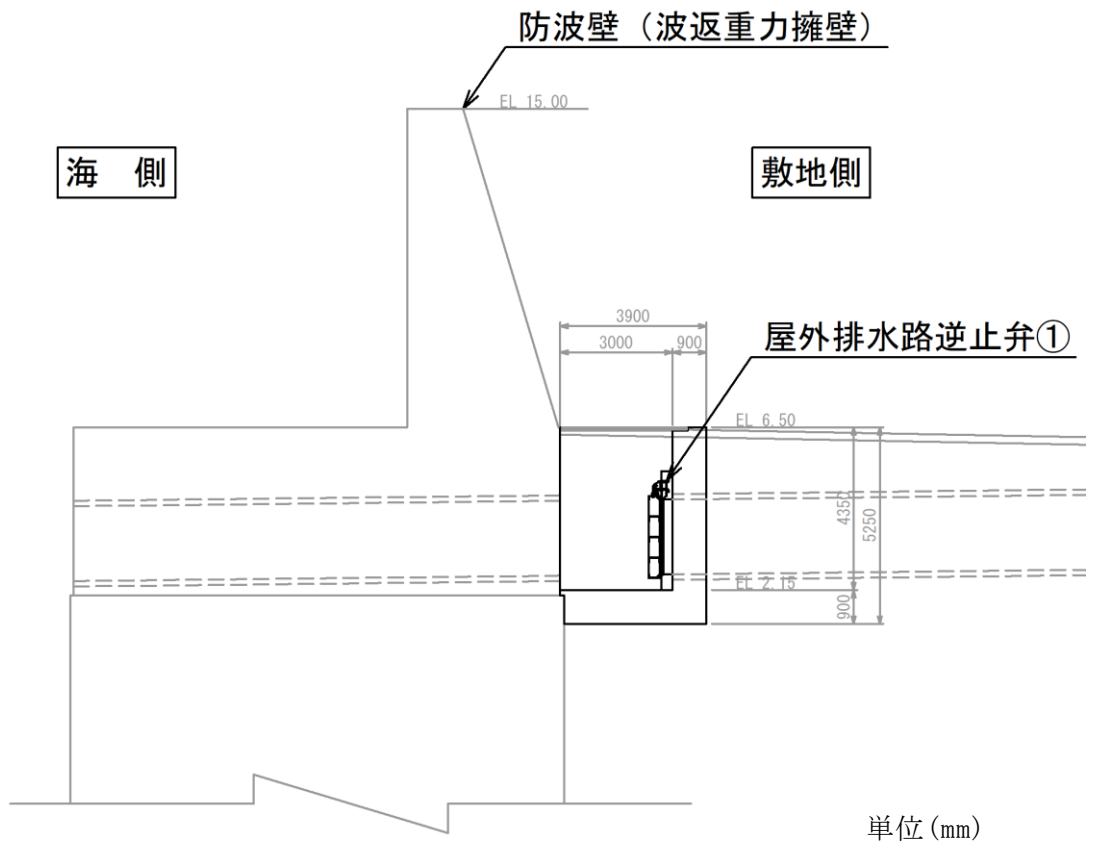 防波壁（波返重力擁壁）
EL 15.00
海　側
敷地側
3900
3000
900
屋外排水路逆止弁①
EL 6.50
4350
5250
EL 2.15
900
単位(mm)